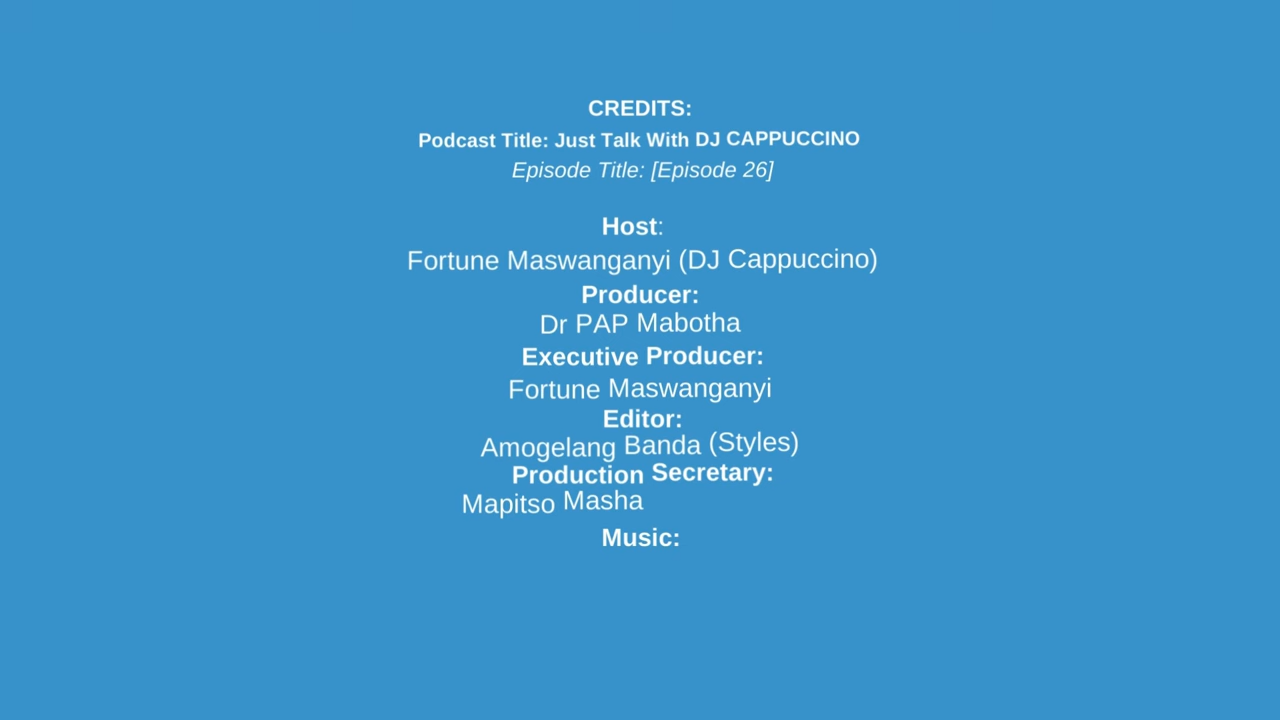 CREDITS:
Podcast Title: Just Talk With DJ CAPPUCCINO
Episode Title: [Episode 26]
Host:
Fortune Maswanganyi (DJ Cappuccino)
Producer:
Dr PAP Mabotha
Executive Producer:
Fortune Maswanganyi
Editor:
Amogelang Banda (Styles)
Production Secretary:
Mapitso Masha
Music: